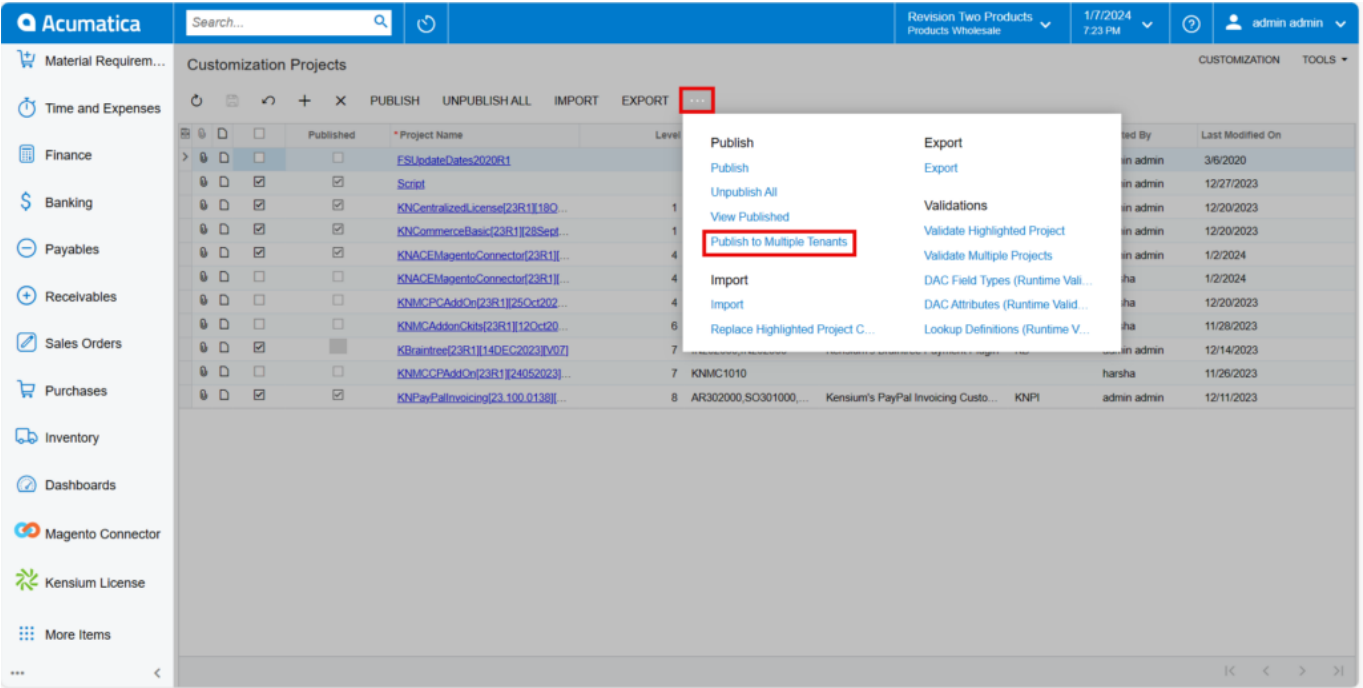 Acumatica
Search...
Revision Two Products
Products Wholesale
1/7/2024
7:23 PM
admin admin
Material Requirem...
Time and Expenses
Finance
Banking
Payables
Receivables
Sales Orders
Purchases
Inventory
Dashboards
Magento Connector
Kensium License
More Items
Customization Projects
CUSTOMIZATION TOOLS
PUBLISH UNPUBLISH ALL IMPORT EXPORT ...
Published *Project Name Level Last Modified On
FSUpdateDates2020R1 admin 3/6/2020
Script admin 12/27/2023
KNCentralizedLicense[23R1][18O... 1 admin 12/20/2023
KNCommerceBasic[23R1][28Sept... 1 admin 12/20/2023
KNACEMagentoConnector[23R1][... 4 admin 1/2/2024
KNACEMagentoConnector[23R1][... 4 1/2/2024
KNMCPCAddOn[23R1][25Oct202... 4 12/20/2023
KNMCAddonCkits[23R1][12Oct20... 6 11/28/2023
KBraintree[23R1][14DEC2023][V07] 7 admin 12/14/2023
KNMCCPAddOn[23R1][24052023]... 7 KNMC1010 harsha 11/26/2023
KNPayPalInvoicing[23.100.0138][... 8 AR302000,SO301000,... Kensium's PayPal Invoicing Custo... KNPI admin admin 12/11/2023
Publish
Publish
Unpublish All
View Published
Publish to Multiple Tenants
Import
Import
Replace Highlighted Project C...
Export
Export
Validations
Validate Highlighted Project
Validate Multiple Projects
DAC Field Types (Runtime Vali...
DAC Attributes (Runtime Valid...
Lookup Definitions (Runtime V...